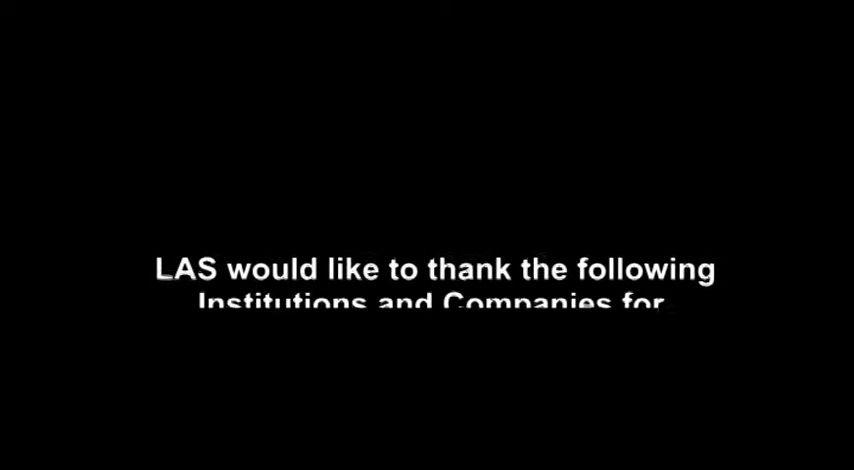 LAS would like to thank the following
Institutions and Companies for